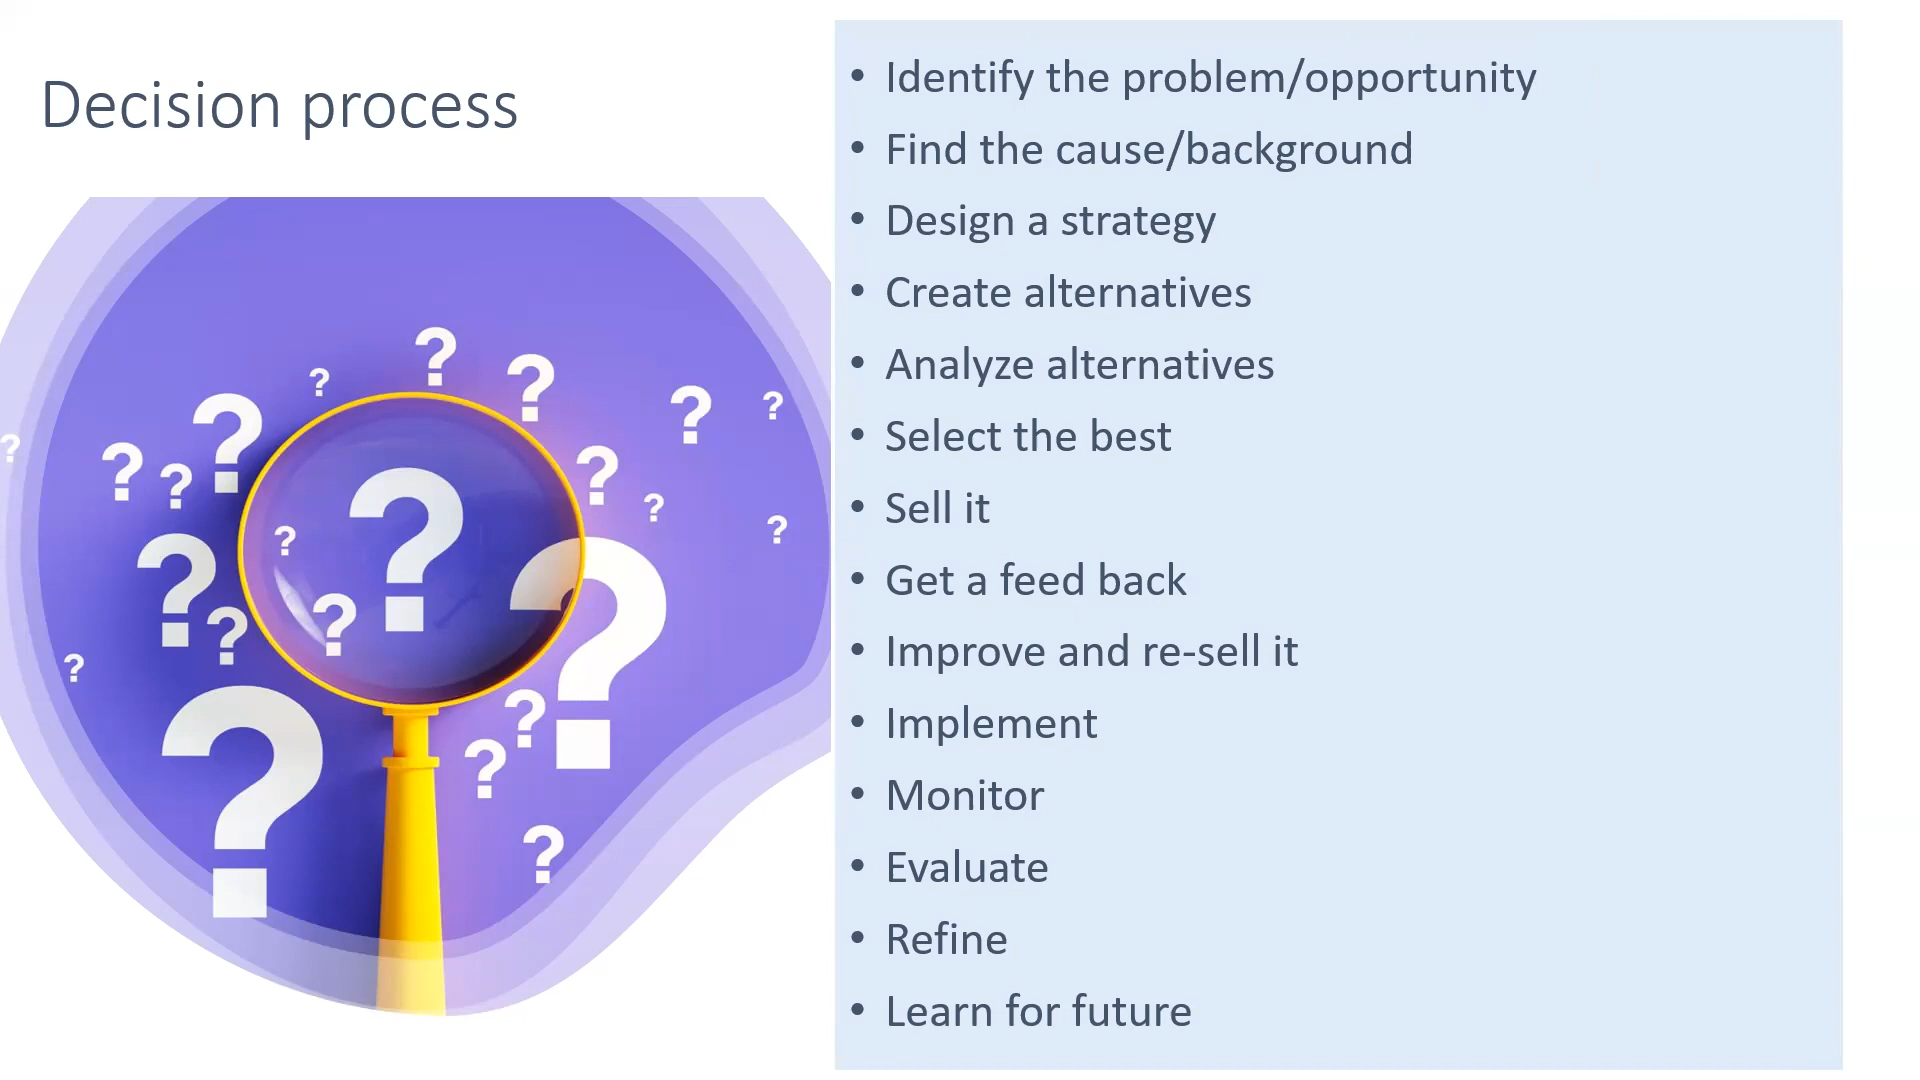 Decision process
• Identify the problem/opportunity
• Find the cause/background
• Design a strategy
• Create alternatives
• Analyze alternatives
• Select the best
• Sell it
• Get a feed back
• Improve and re-sell it
• Implement
• Monitor
• Evaluate
• Refine
• Learn for future